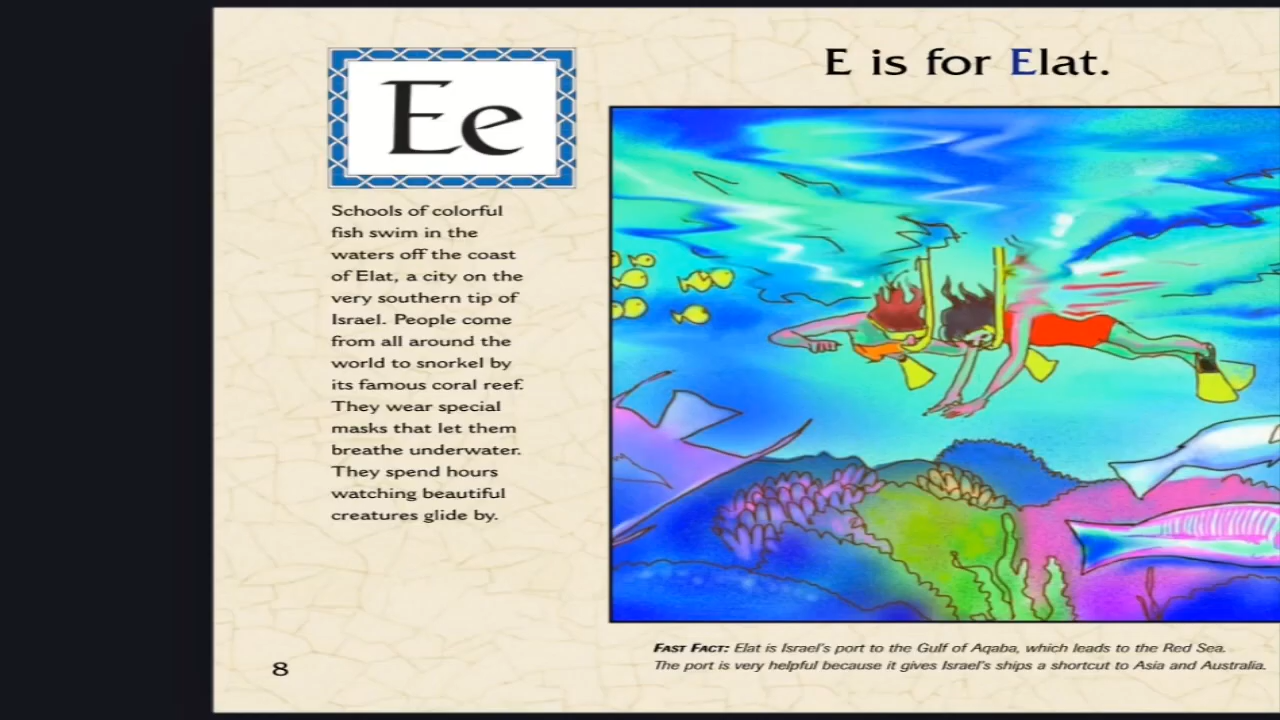 Ee
E is for Elat.
Schools of colorful
fish swim in the
waters off the coast
of Elat, a city on the
very southern tip of
Israel. People come
from all around the
world to snorkel by
its famous coral reef.
They wear special
masks that let them
breathe underwater.
They spend hours
watching beautiful
creatures glide by.
FAST FACT: Elat is Israel's port to the Gulf of Aqaba, which leads to the Red Sea.
The port is very helpful because it gives Israel's ships a shortcut to Asia and Australia.
8